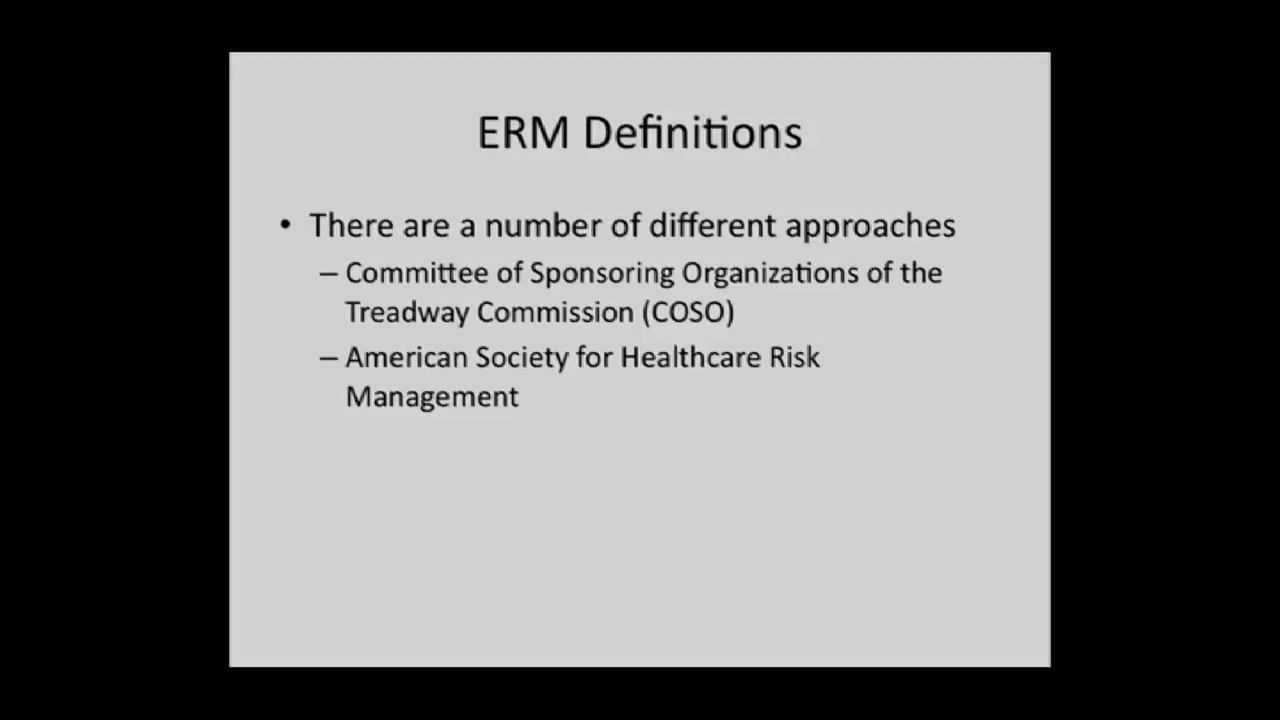 ERM Definitions
• There are a number of different approaches
– Committee of Sponsoring Organizations of the
Treadway Commission (COSO)
– American Society for Healthcare Risk
Management